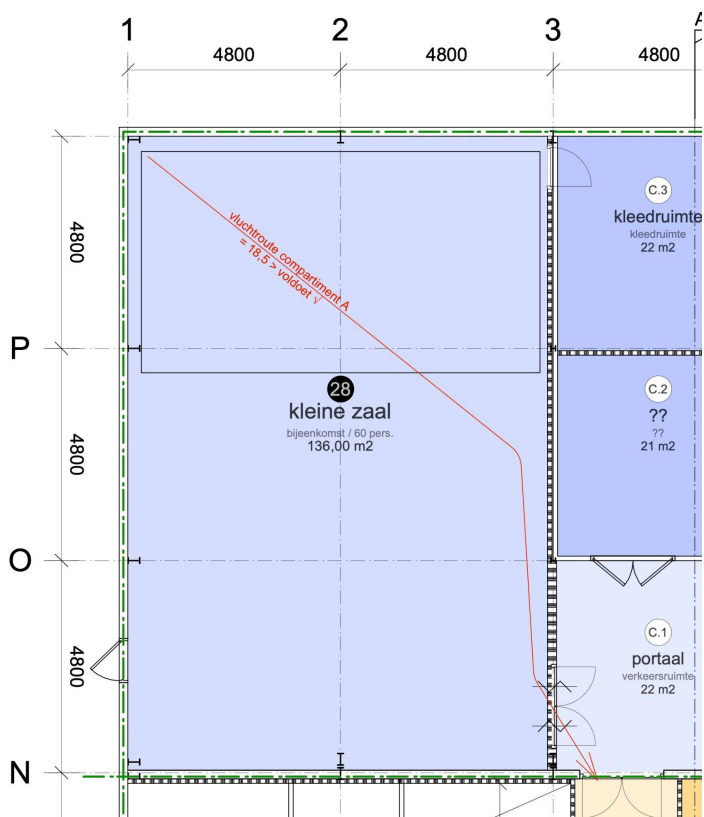 1
2
3
A
4800
4800
4800
4800
vluchtroute compartiment A
= 18,5 > voldoet √
C.3
kleedruimte
kleedruimte
22 m2
P
28
kleine zaal
bijeenkomst / 60 pers.
136,00 m2
C.2
??
??
21 m2
4800
O
4800
C.1
portaal
verkeersruimte
22 m2
N